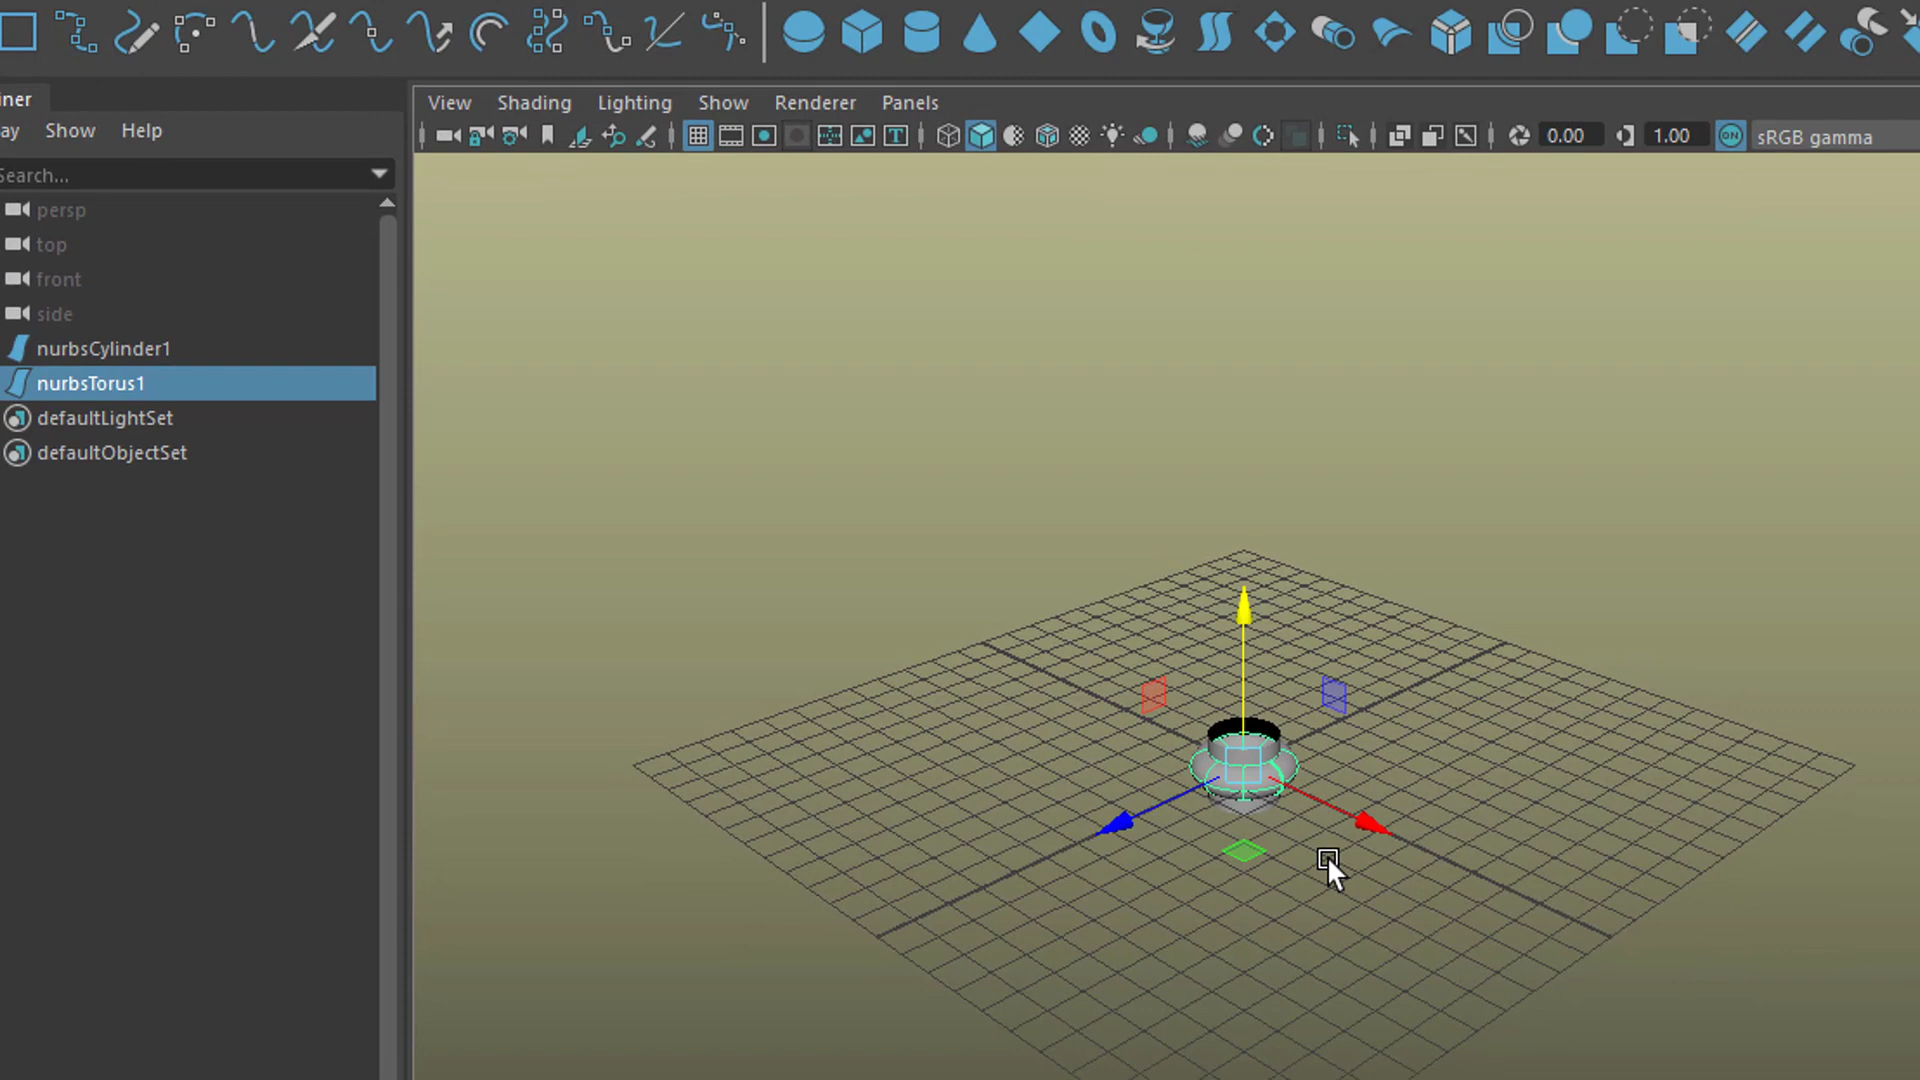 iner
View Shading Lighting Show Renderer Panels
ay Show Help
0.00 1.00 ON sRGB gamma
Search...
persp
top
front
side
nurbsCylinder1
nurbsTorus1
defaultLightSet
defaultObjectSet